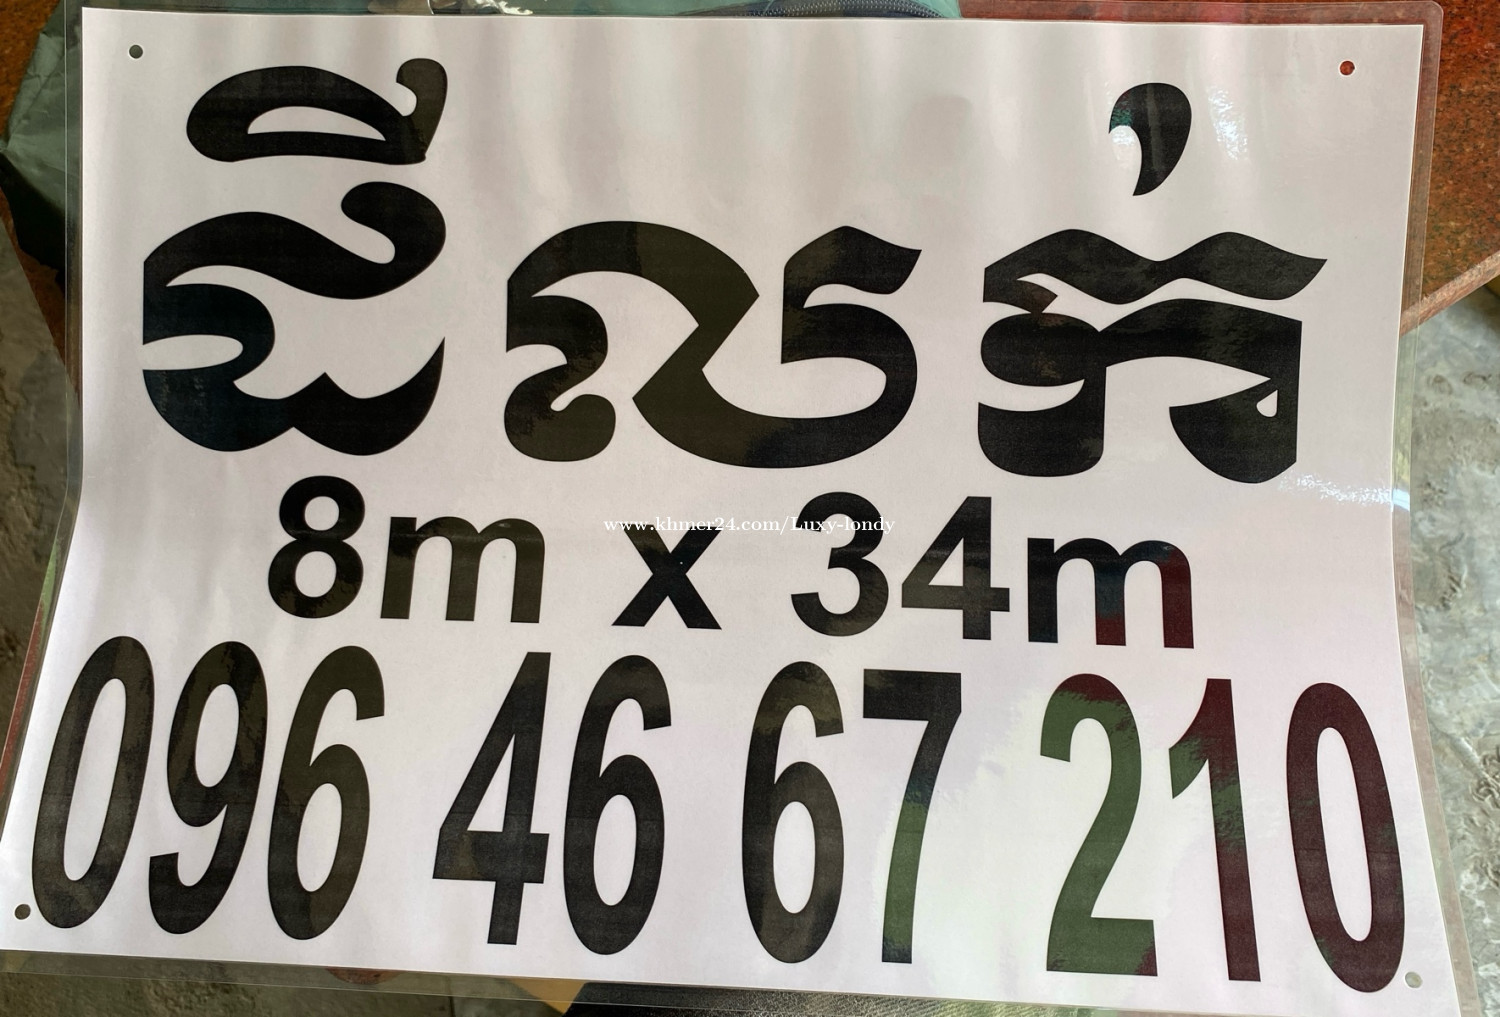 ដីលក់
8m x 34m
www.khmer24.com/Luxy-londy
096 46 67 210